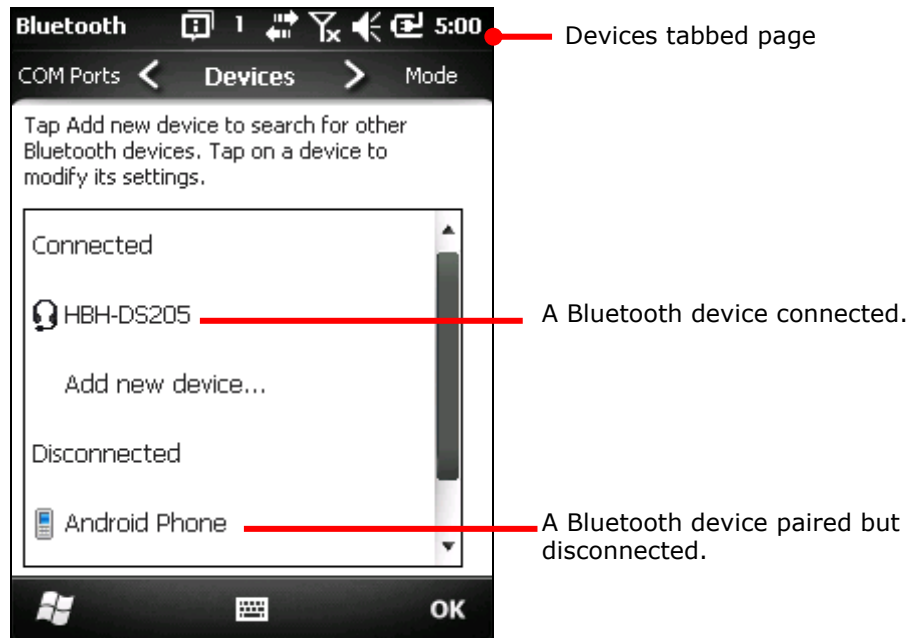 Bluetooth 1 5:00
Devices tabbed page
COM Ports Devices Mode
Tap Add new device to search for other
Bluetooth devices. Tap on a device to
modify its settings.
Connected
HBH-DS205
A Bluetooth device connected.
Add new device...
Disconnected
Android Phone
A Bluetooth device paired but
disconnected.
OK